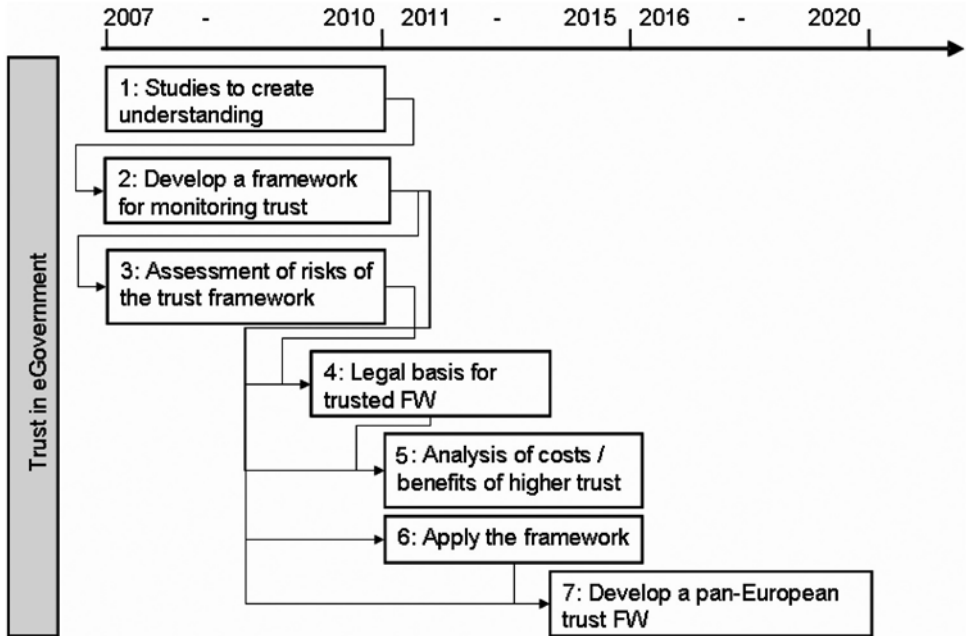 2007 - 2010 2011 - 2015 2016 - 2020
Trust in eGovernment
1: Studies to create
understanding
2: Develop a framework
for monitoring trust
3: Assessment of risks of
the trust framework
4: Legal basis for
trusted FW
5: Analysis of costs /
benefits of higher trust
6: Apply the framework
7: Develop a pan-European
trust FW